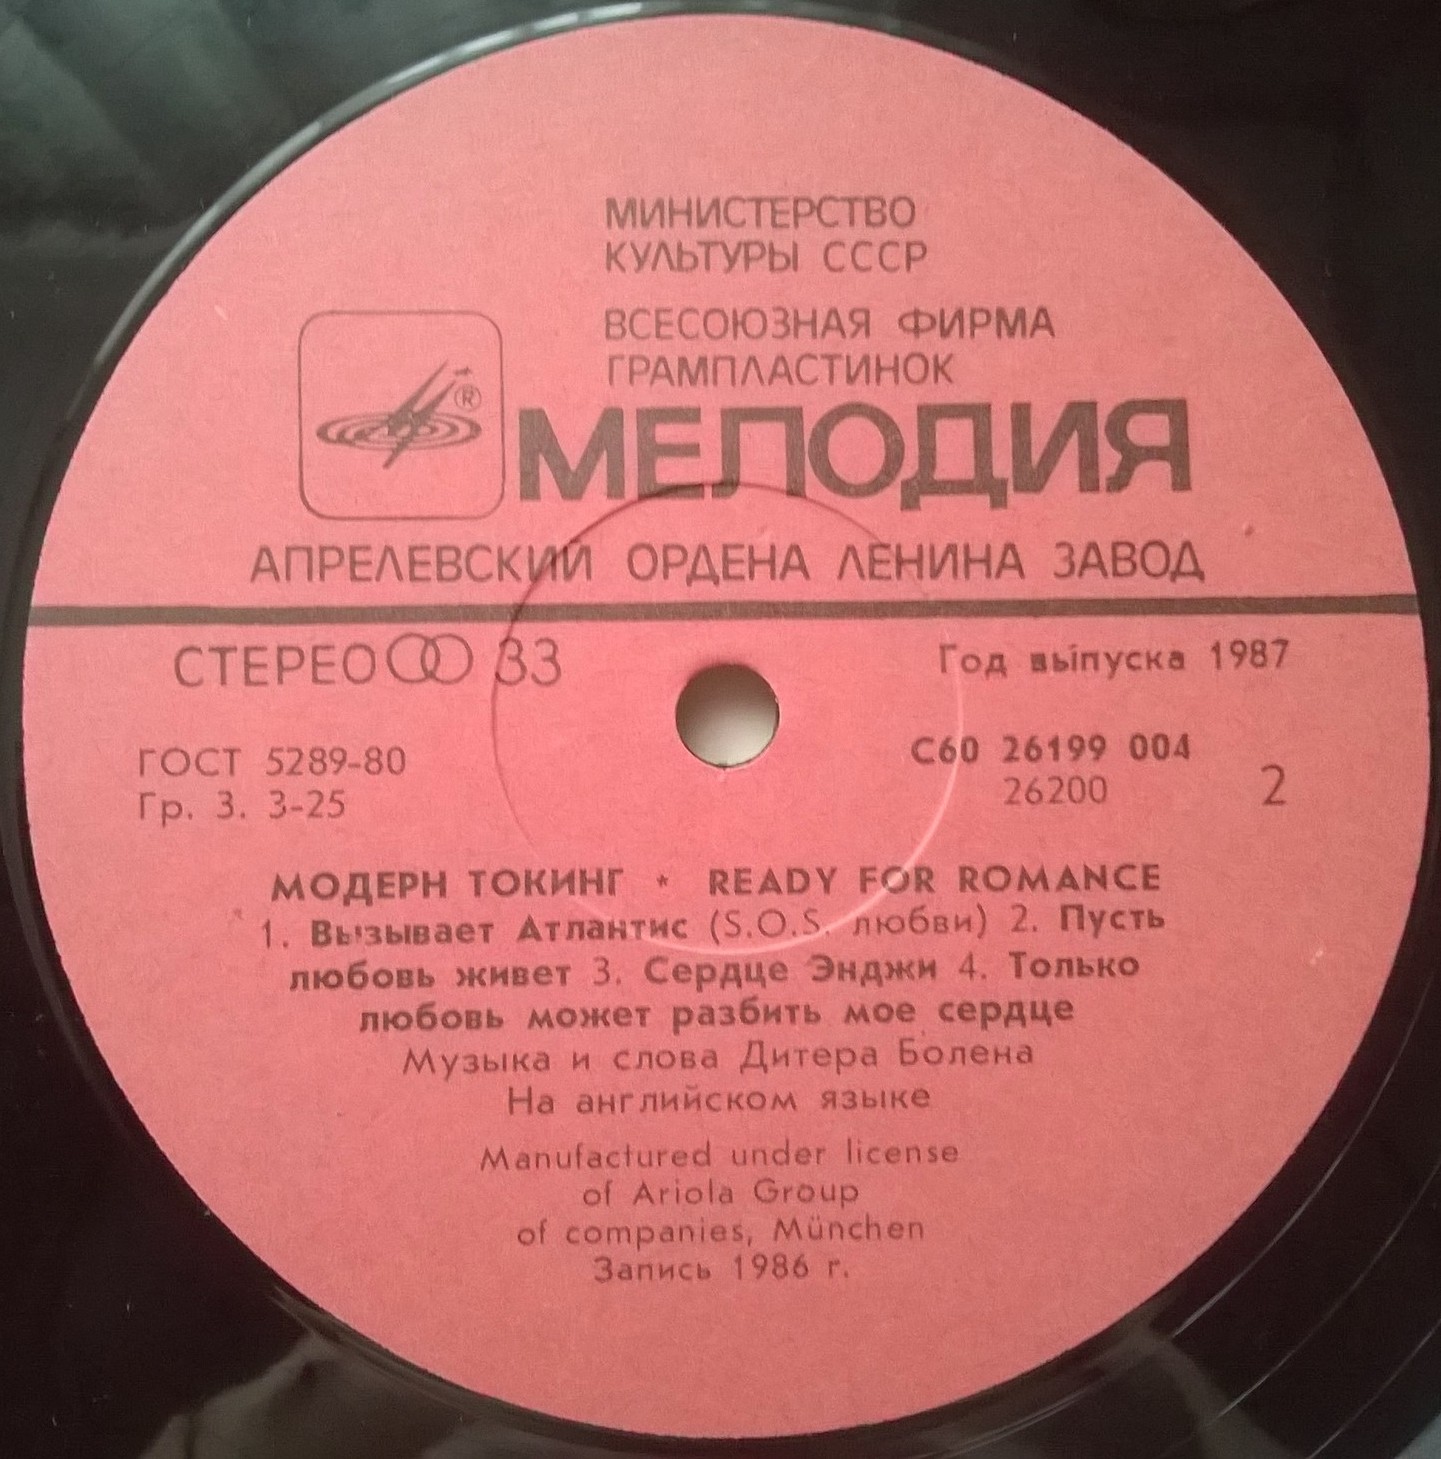 МИНИСТЕРСТВО
КУЛЬТУРЫ СССР
ВСЕСОЮЗНАЯ ФИРМА
ГРАМПЛАСТИНОК
®
МЕЛОДИЯ
АПРЕЛЕВСКИЙ ОРДЕНА ЛЕНИНА ЗАВОД
СТЕРЕО 33
Год выпуска 1987
ГОСТ 5289-80
Гр. 3. 3-25
С60 26199 004
26200
2
МОДЕРН ТОКИНГ * READY FOR ROMANCE
1. Вызывает Атлантис (S.O.S. любви) 2. Пусть
любовь живет 3. Сердце Энджи 4. Только
любовь может разбить мое сердце
Музыка и слова Дитера Болена
На английском языке
Manufactured under license
of Ariola Group
of companies, München
Запись 1986 г.